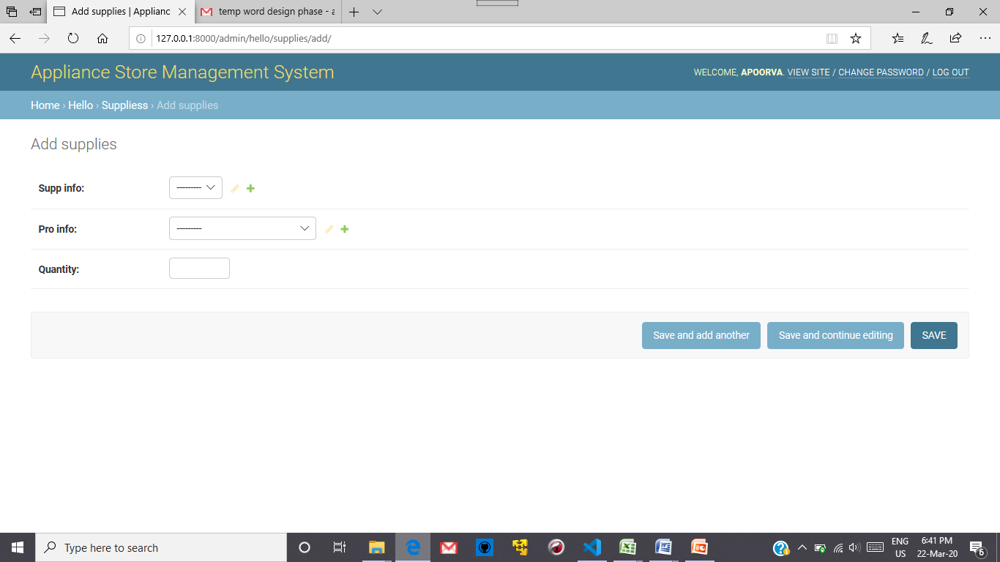 Add supplies | Applianc
temp word design phase - a
127.0.0.1:8000/admin/hello/supplies/add/
Appliance Store Management System
WELCOME, APOORVA. VIEW SITE / CHANGE PASSWORD / LOG OUT
Home › Hello › Suppliess › Add supplies
Add supplies
Supp info:
---------
Pro info:
---------
Quantity:
Save and add another
Save and continue editing
SAVE
Type here to search
ENG
US
6:41 PM
22-Mar-20
6